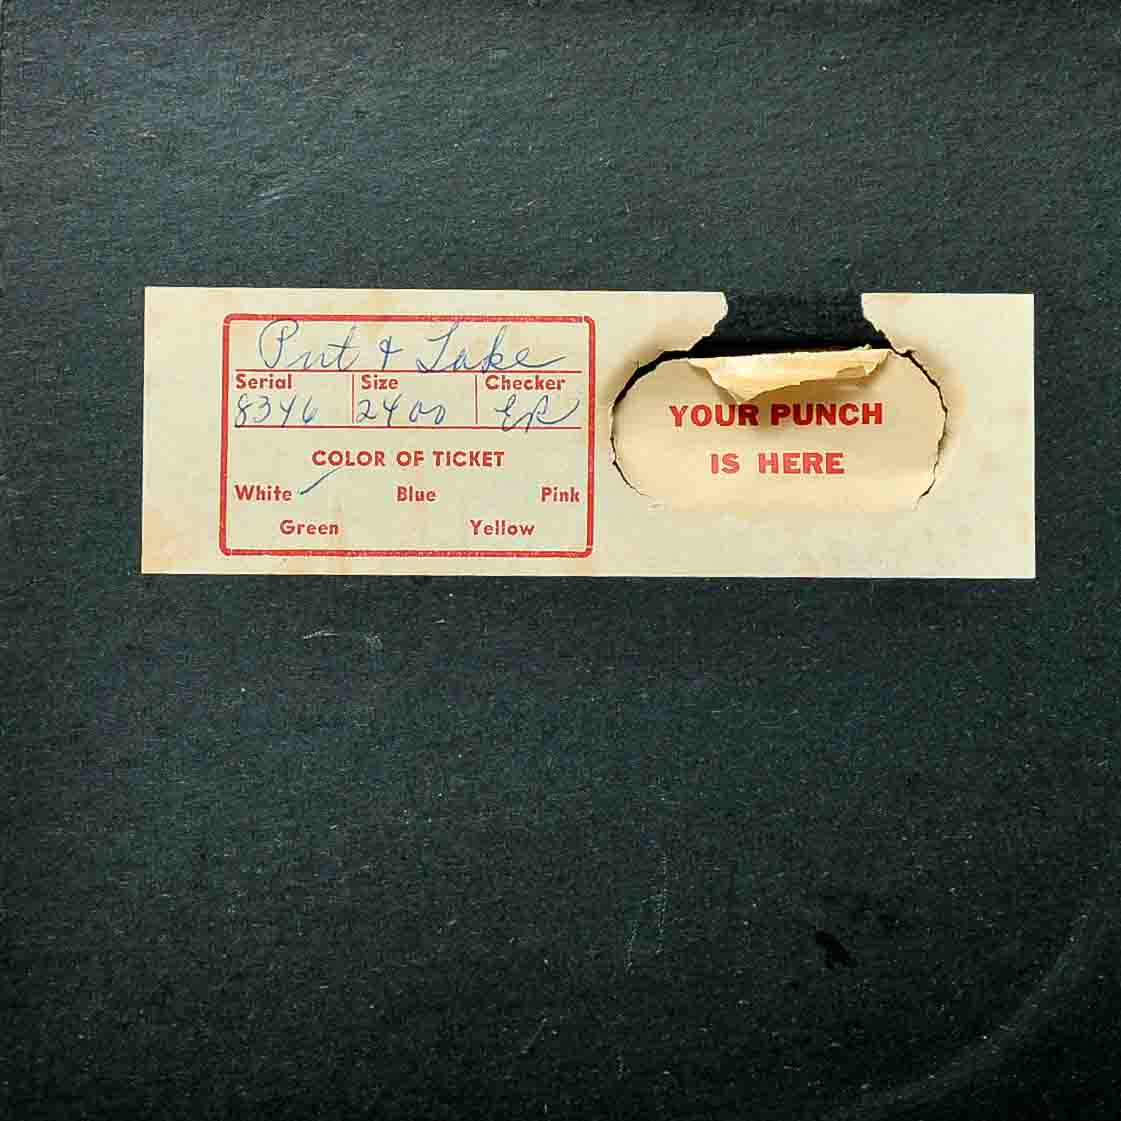 Put & Take
Serial Size Checker
8346 2400 ER
COLOR OF TICKET
White Blue Pink
Green Yellow
YOUR PUNCH
IS HERE